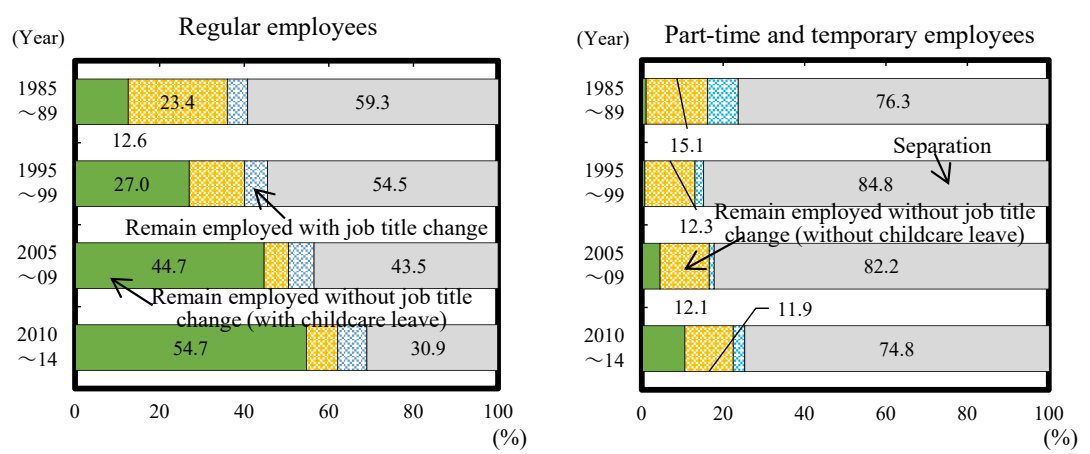 Regular employees
(Year)
1985
～89
23.4
59.3
12.6
1995
～99
27.0
54.5
Remain employed with job title change
2005
～09
44.7
43.5
Remain employed without job title
change (with childcare leave)
2010
～14
54.7
30.9
0 20 40 60 80 100
(%)
Part-time and temporary employees
(Year)
1985
～89
76.3
15.1
Separation
1995
～99
84.8
12.3
Remain employed without job title
change (without childcare leave)
2005
～09
82.2
12.1
11.9
2010
～14
74.8
0 20 40 60 80 100
(%)